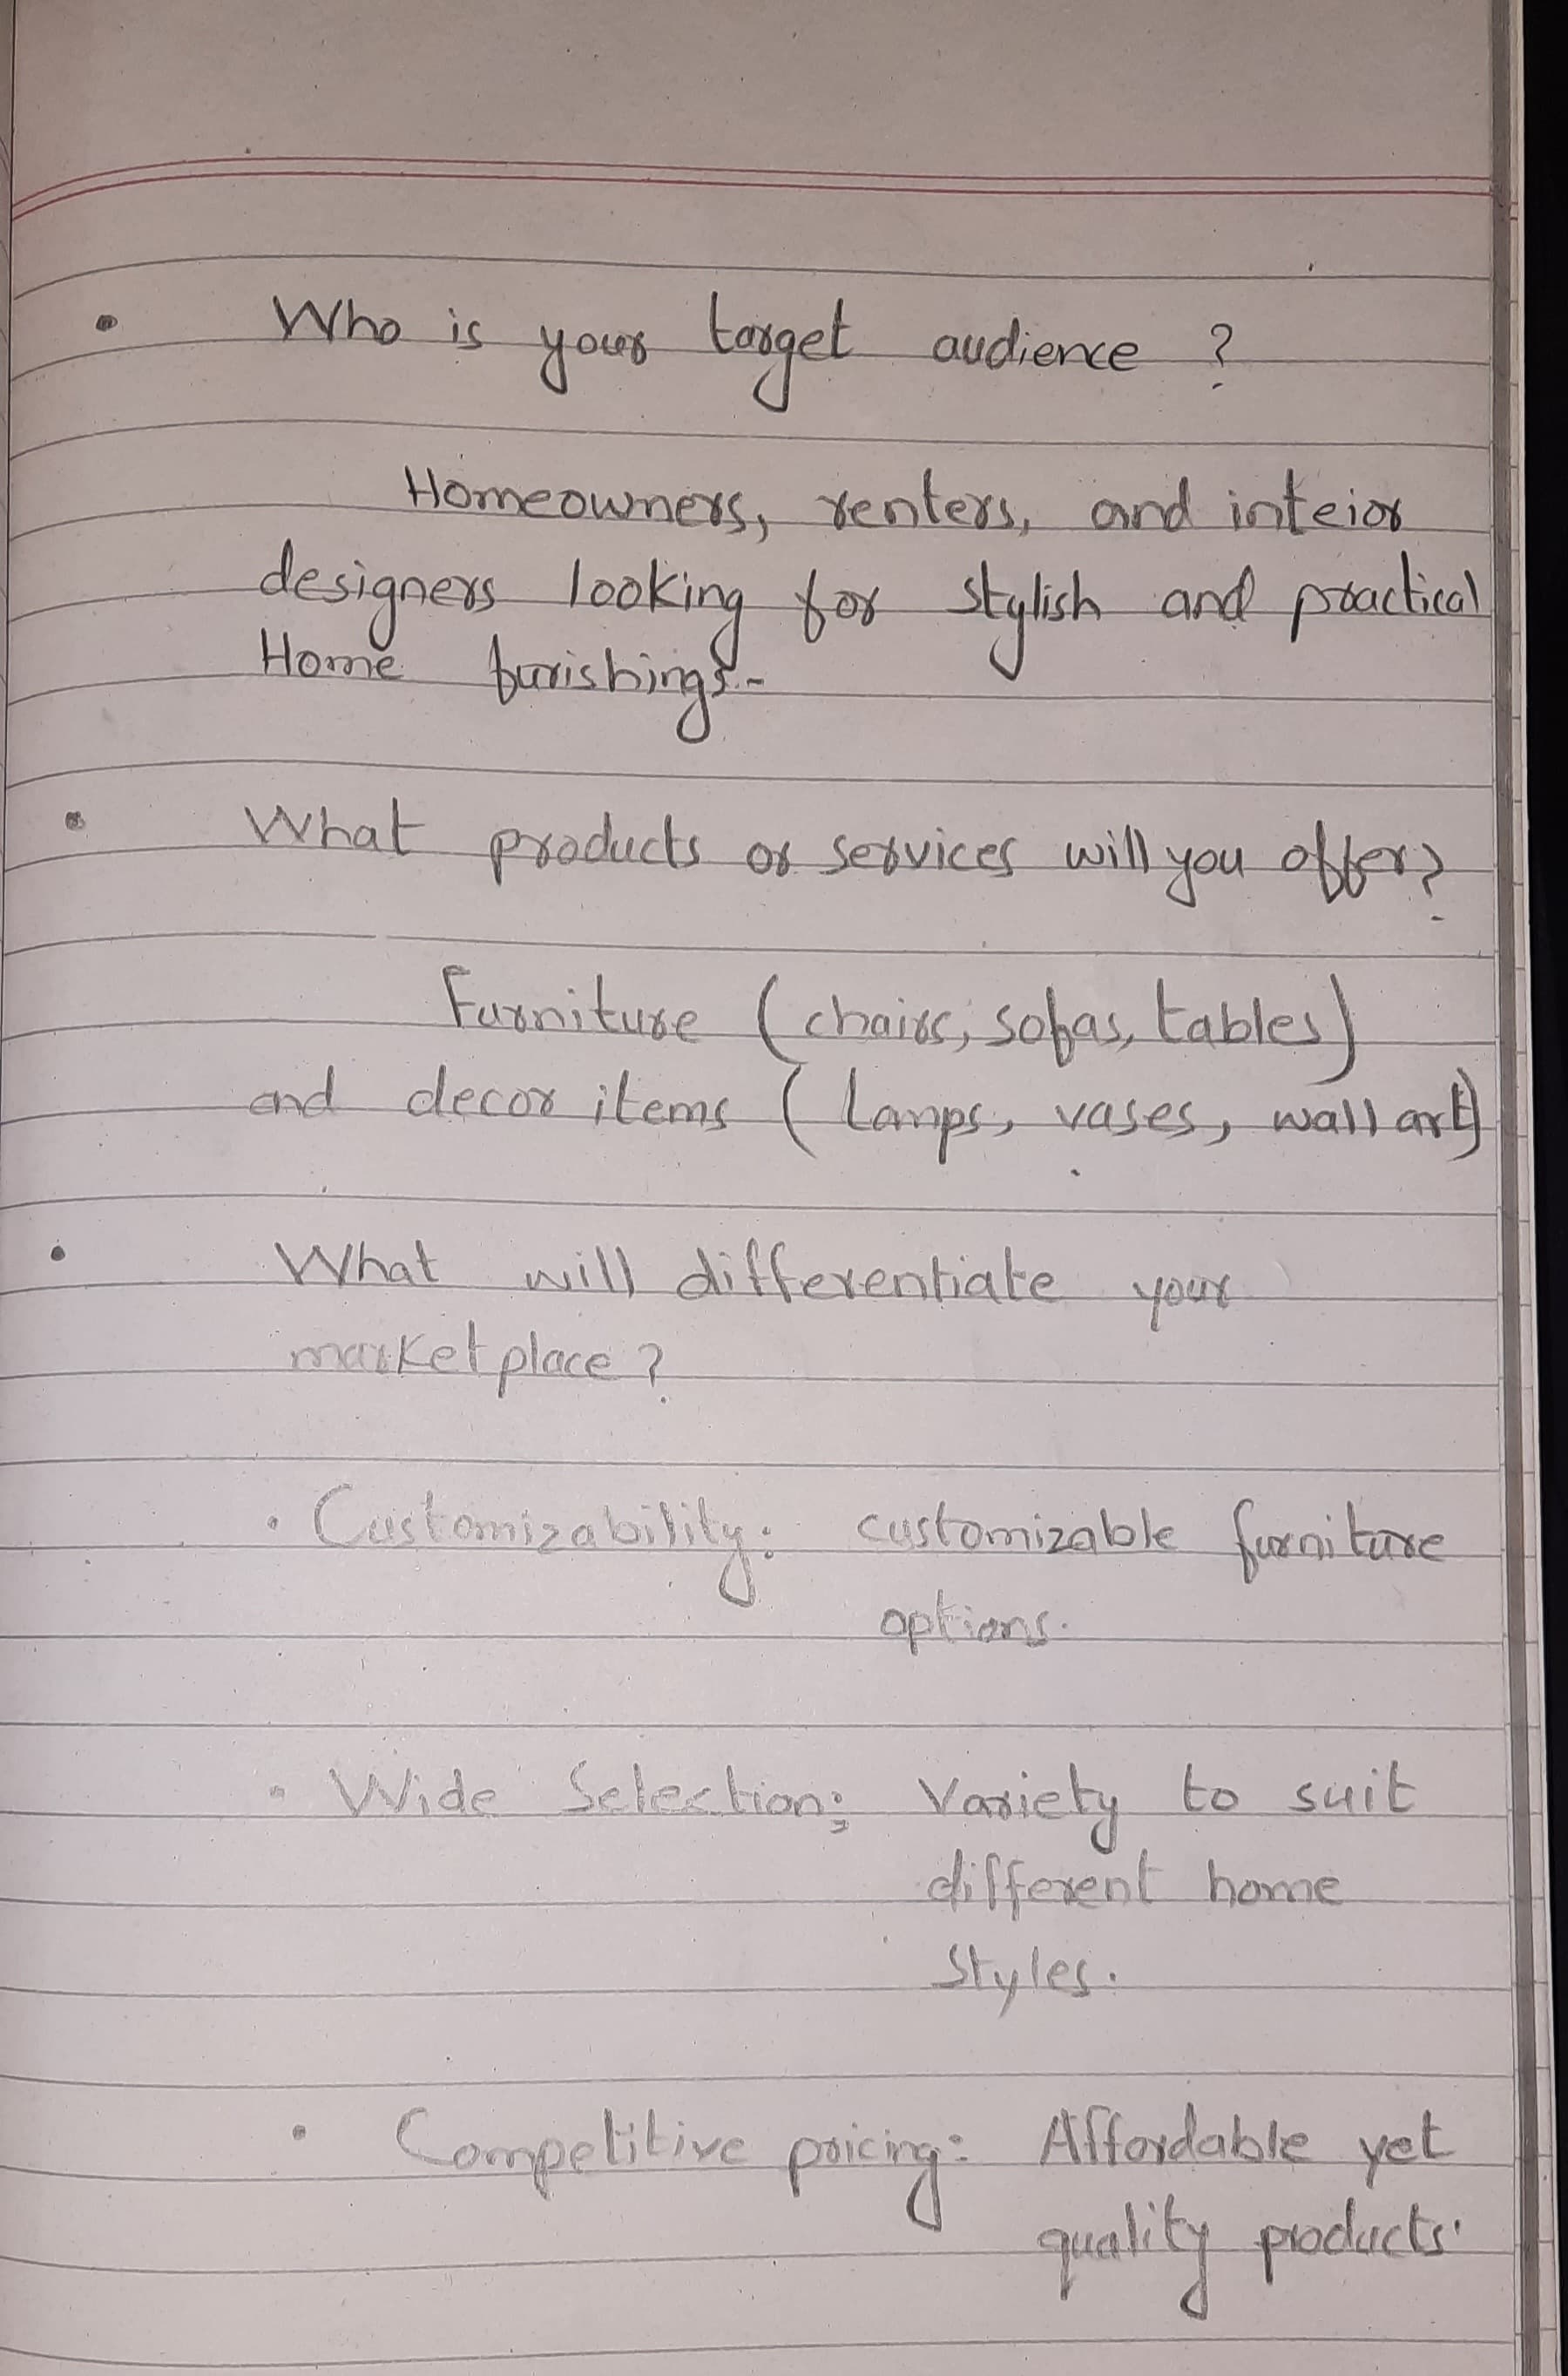 • Who is your target audience ?
Homeowners, renters, and inteior
designers looking for stylish and practical
Home furishings.-
• What products or services will you offer?
Furniture (chairs, sofas, tables)
and decor items ( Lamps, vases, wall art)
• What will differentiate your
marketplace ?
• Customizability: customizable furniture
options.
• Wide Selection: Variety to suit
different home
Styles.
• Competitive pricing: Affordable yet
quality products.